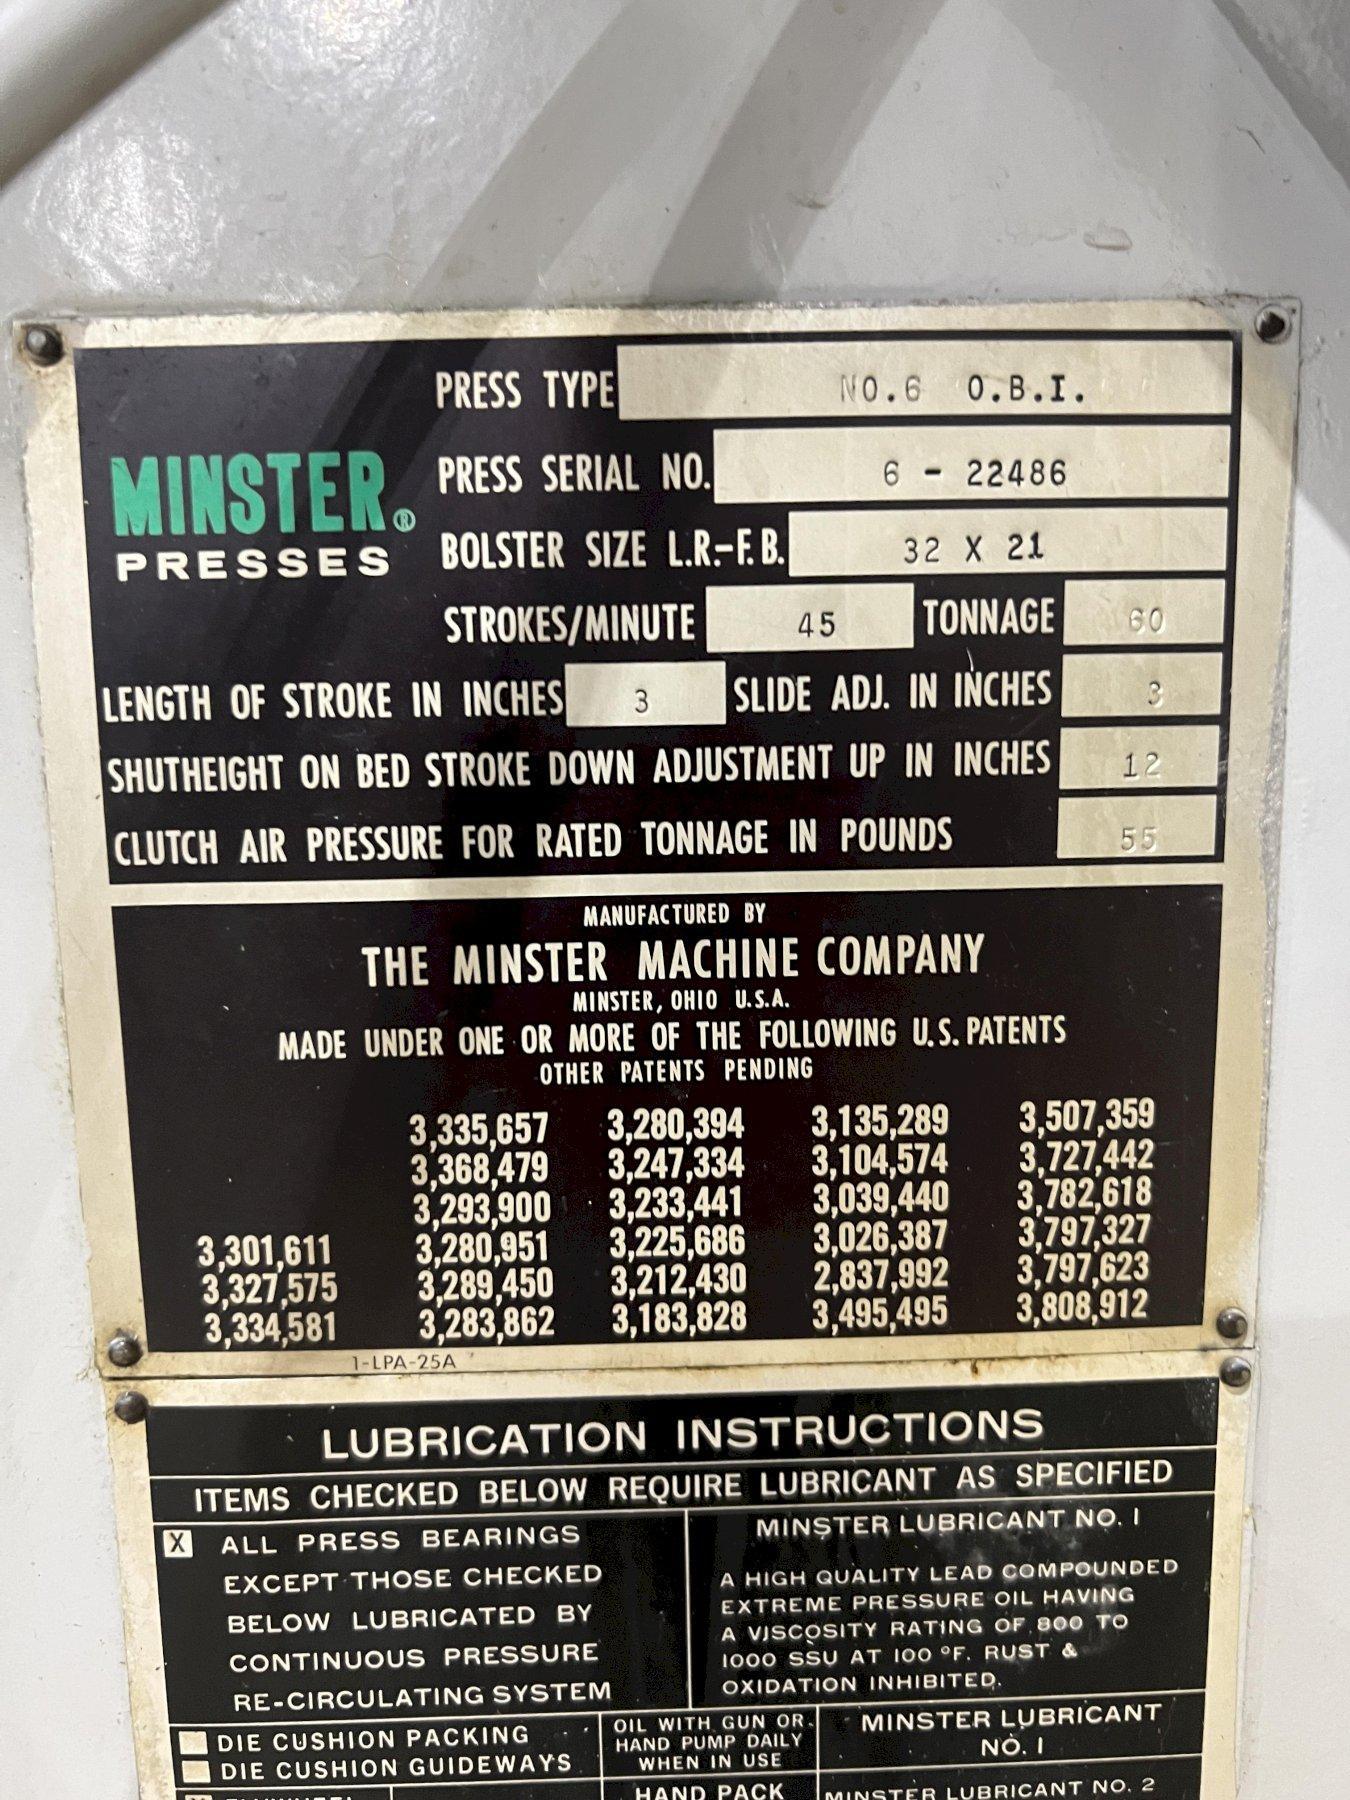 PRESS TYPE NO.6 O.B.I.
MINSTER®
PRESSES
PRESS SERIAL NO. 6 - 22486
BOLSTER SIZE L.R.-F.B. 32 X 21
STROKES/MINUTE 45 TONNAGE 60
LENGTH OF STROKE IN INCHES 3 SLIDE ADJ. IN INCHES 3
SHUTHEIGHT ON BED STROKE DOWN ADJUSTMENT UP IN INCHES 12
CLUTCH AIR PRESSURE FOR RATED TONNAGE IN POUNDS 55
MANUFACTURED BY
THE MINSTER MACHINE COMPANY
MINSTER, OHIO U.S.A.
MADE UNDER ONE OR MORE OF THE FOLLOWING U.S. PATENTS
OTHER PATENTS PENDING
3,335,657 3,280,394 3,135,289 3,507,359
3,368,479 3,247,334 3,104,574 3,727,442
3,293,900 3,233,441 3,039,440 3,782,618
3,301,611 3,280,951 3,225,686 3,026,387 3,797,327
3,327,575 3,289,450 3,212,430 2,837,992 3,797,623
3,334,581 3,283,862 3,183,828 3,495,495 3,808,912
1-LPA-25A
LUBRICATION INSTRUCTIONS
ITEMS CHECKED BELOW REQUIRE LUBRICANT AS SPECIFIED
X ALL PRESS BEARINGS
EXCEPT THOSE CHECKED
BELOW LUBRICATED BY
CONTINUOUS PRESSURE
RE-CIRCULATING SYSTEM
MINSTER LUBRICANT NO. 1
A HIGH QUALITY LEAD COMPOUNDED
EXTREME PRESSURE OIL HAVING
A VISCOSITY RATING OF 800 TO
1000 SSU AT 100 °F. RUST &
OXIDATION INHIBITED.
DIE CUSHION PACKING
DIE CUSHION GUIDEWAYS
OIL WITH GUN OR
HAND PUMP DAILY
WHEN IN USE
MINSTER LUBRICANT
NO. 1
HAND PACK
MINSTER LUBRICANT NO. 2